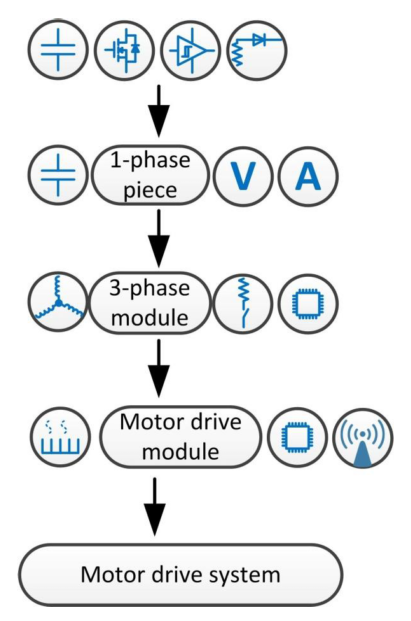 1-phase
piece
V
A
3-phase
module
Motor drive
module
Motor drive system